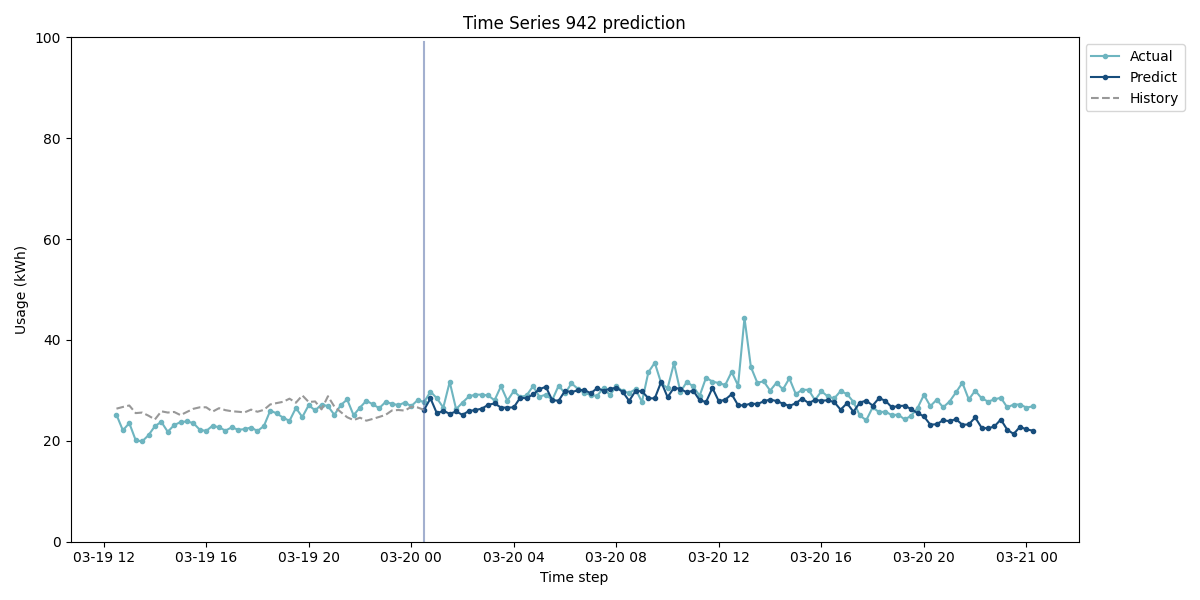 Time Series 942 prediction
Usage (kWh)
100
80
60
40
20
0
03-19 12 03-19 16 03-19 20 03-20 00 03-20 04 03-20 08 03-20 12 03-20 16 03-20 20 03-21 00
Time step
Actual
Predict
History